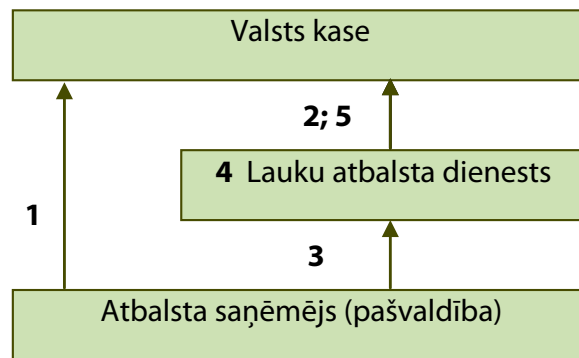 Valsts kase
2; 5
4 Lauku atbalsta dienests
1
3
Atbalsta saņēmējs (pašvaldība)